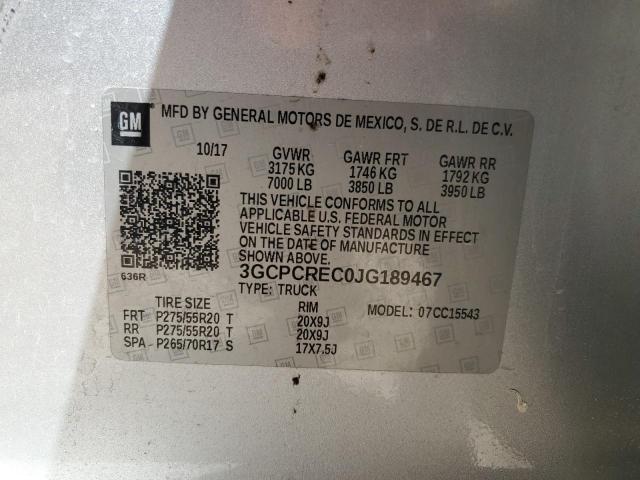 GM MFD BY GENERAL MOTORS DE MEXICO, S. DE R.L. DE C.V.
10/17 GVWR GAWR FRT GAWR RR
3175 KG 1746 KG 1792 KG
7000 LB 3850 LB 3950 LB
THIS VEHICLE CONFORMS TO ALL
APPLICABLE U.S. FEDERAL MOTOR
VEHICLE SAFETY STANDARDS IN EFFECT
ON THE DATE OF MANUFACTURE
SHOWN ABOVE.
636R 3GCPCREC0JG189467
TYPE: TRUCK
TIRE SIZE RIM MODEL: 07CC15543
FRT P275/55R20 T 20X9J
RR P275/55R20 T 20X9J
SPA- P265/70R17 S 17X7.5J